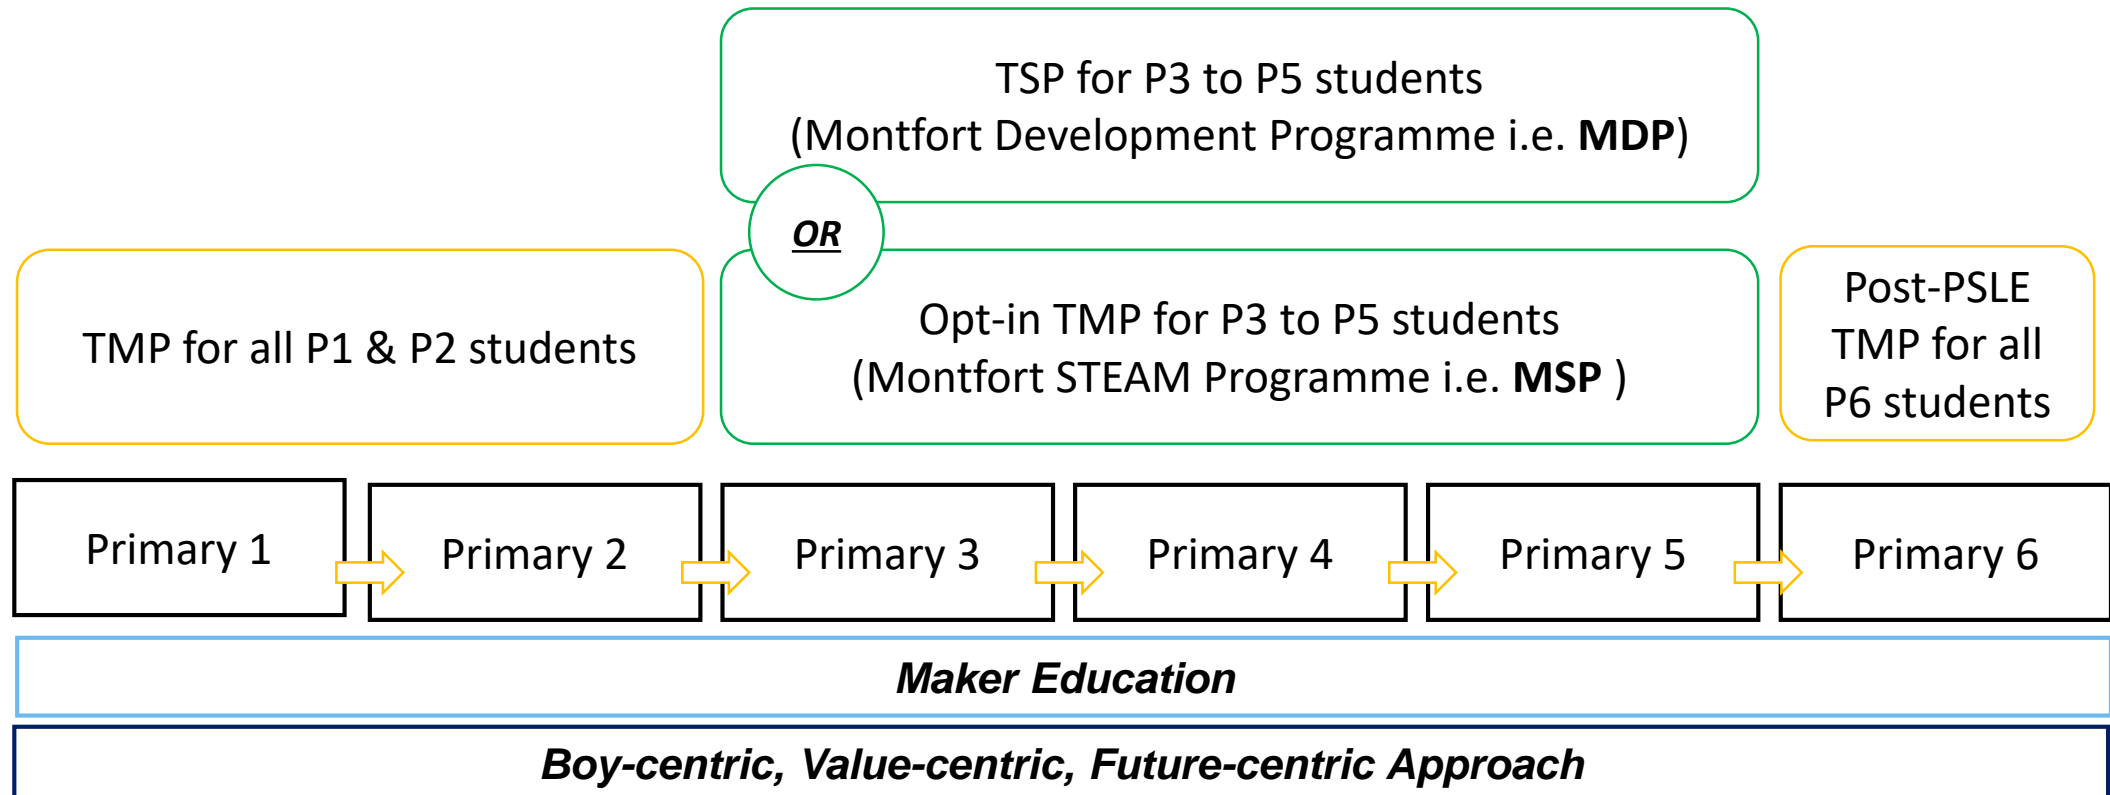 TSP for P3 to P5 students
(Montfort Development Programme i.e. MDP)
OR
TMP for all P1 & P2 students
Opt-in TMP for P3 to P5 students
(Montfort STEAM Programme i.e. MSP )
Post-PSLE
TMP for all
P6 students
Primary 1
Primary 2
Primary 3
Primary 4
Primary 5
Primary 6
Maker Education
Boy-centric, Value-centric, Future-centric Approach